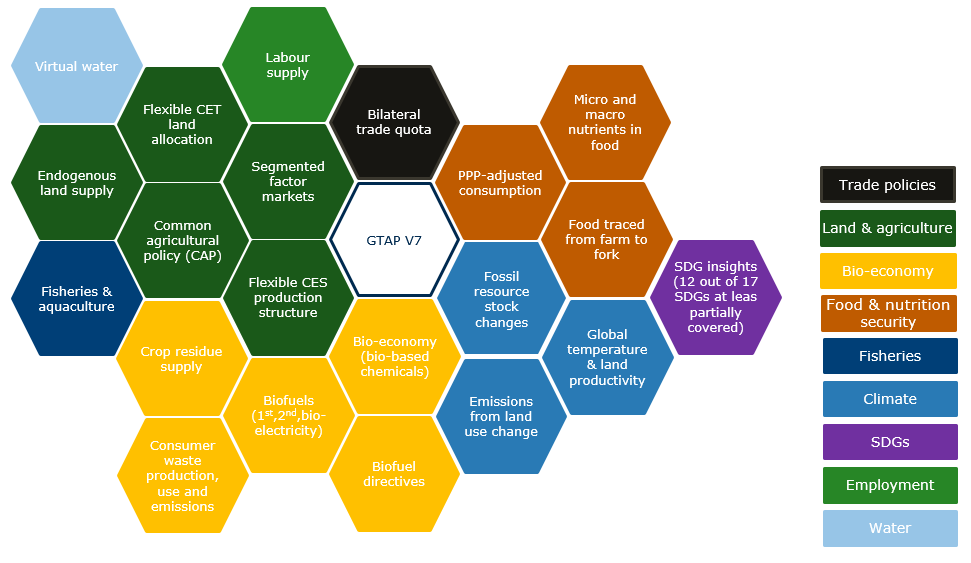 Virtual water
Labour
supply
Flexible CET
land
allocation
Bilateral
trade quota
Micro and
macro
nutrients in
food
Endogenous
land supply
Segmented
factor
markets
PPP-adjusted
consumption
Common
agricultural
policy (CAP)
GTAP V7
Food traced
from farm to
fork
Fisheries &
aquaculture
Flexible CES
production
structure
Fossil
resource
stock
changes
SDG insights
(12 out of 17
SDGs at leas
partially
covered)
Crop residue
supply
Bio-economy
(bio-based
chemicals)
Global
temperature
& land
productivity
Biofuels
(1st,2nd,bio-
electricity)
Emissions
from land
use change
Consumer
waste
production,
use and
emissions
Biofuel
directives
Trade policies
Land & agriculture
Bio-economy
Food & nutrition
security
Fisheries
Climate
SDGs
Employment
Water